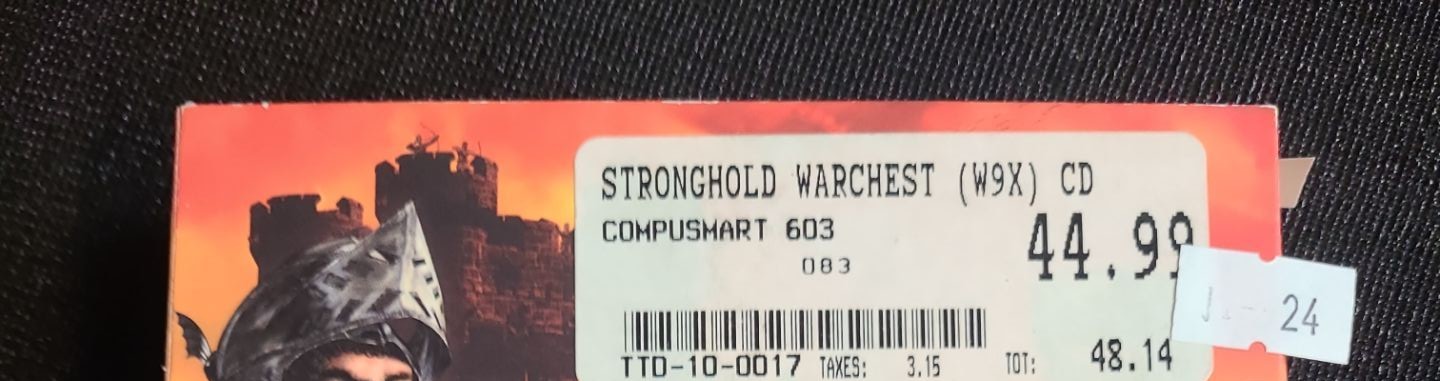 STRONGHOLD WARCHEST (W9X) CD
COMPUSMART 603
44.99
083
TTD-10-0017 TAXES: 3.15 TOT: 48.14
24